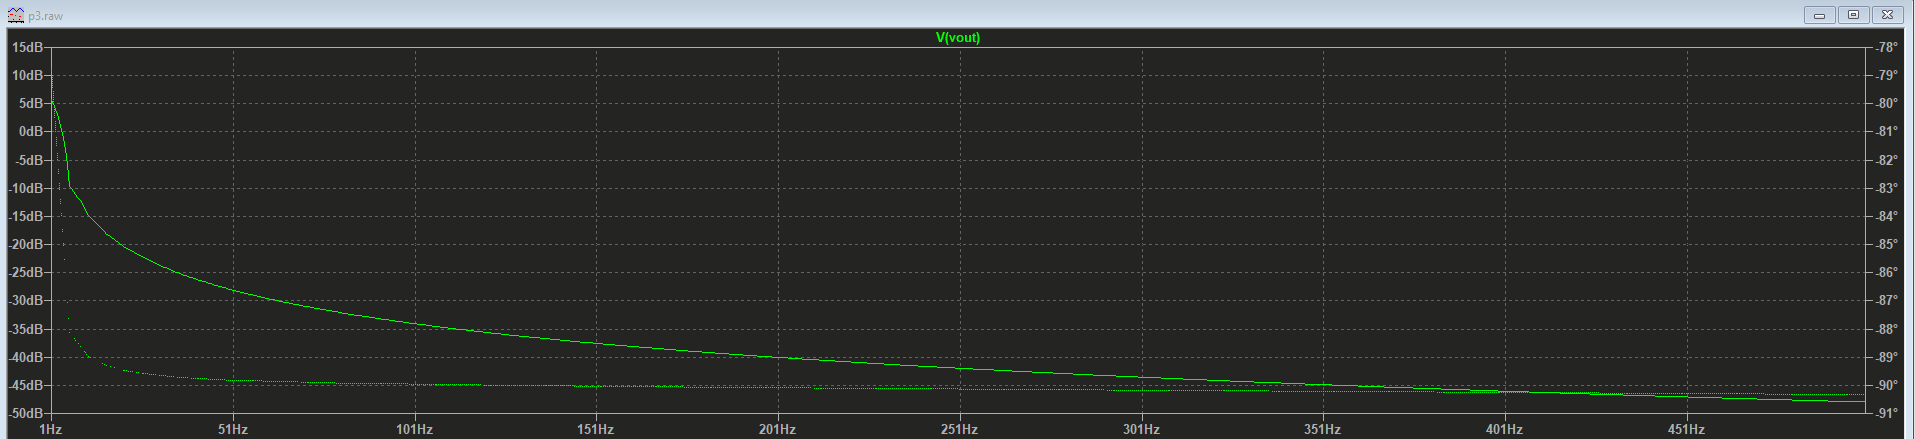 p3.raw
V(vout)
15dB -78°
10dB -79°
5dB -80°
0dB -81°
-5dB -82°
-10dB -83°
-15dB -84°
-20dB -85°
-25dB -86°
-30dB -87°
-35dB -88°
-40dB -89°
-45dB -90°
-50dB -91°
1Hz 51Hz 101Hz 151Hz 201Hz 251Hz 301Hz 351Hz 401Hz 451Hz